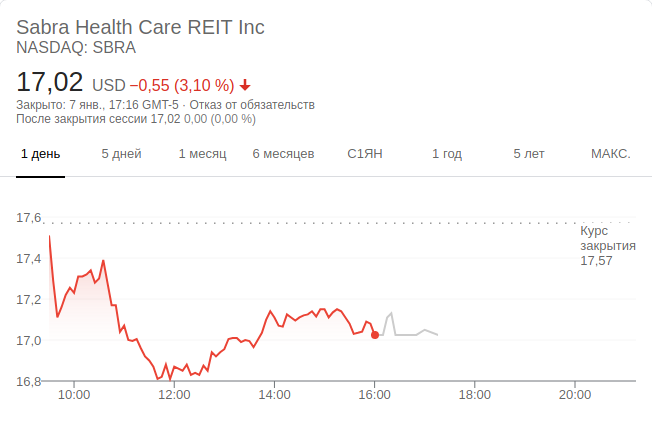 Sabra Health Care REIT Inc
NASDAQ: SBRA
17,02 USD −0,55 (3,10 %)
Закрыто: 7 янв., 17:16 GMT-5 · Отказ от обязательств
После закрытия сессии 17,02 0,00 (0,00 %)
1 день 5 дней 1 месяц 6 месяцев С1ЯН 1 год 5 лет МАКС.
17,6
Курс
закрытия
17,57
17,4
17,2
17,0
16,8
10:00 12:00 14:00 16:00 18:00 20:00